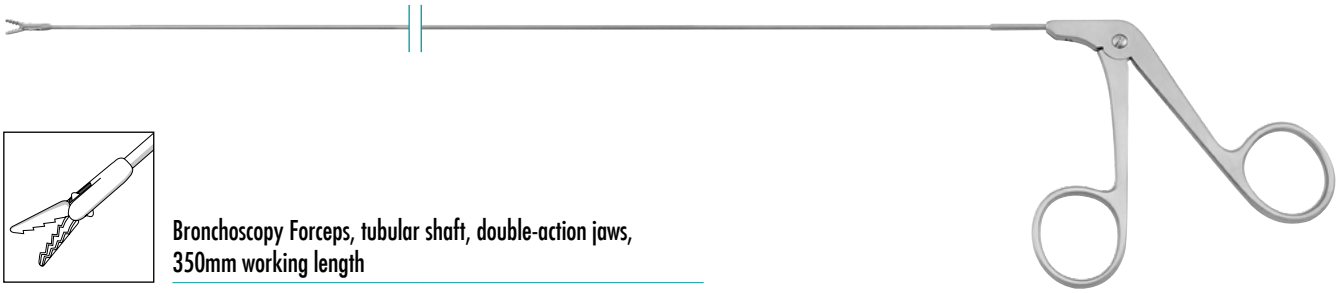 Bronchoscopy Forceps, tubular shaft, double-action jaws,
350mm working length